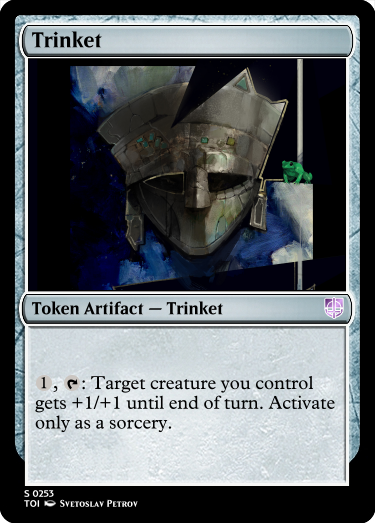 Trinket
Token Artifact — Trinket
1, T: Target creature you control
gets +1/+1 until end of turn. Activate
only as a sorcery.
S 0253
TOI Svetoslav Petrov